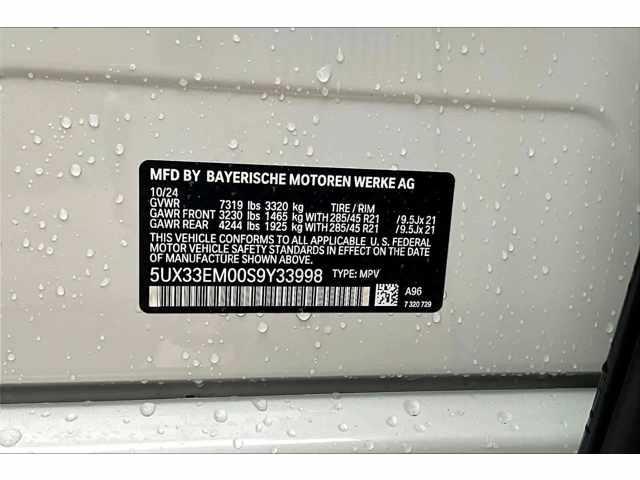 MFD BY BAYERISCHE MOTOREN WERKE AG
10/24
GVWR 7319 lbs 3320 kg TIRE / RIM
GAWR FRONT 3230 lbs 1465 kg WITH 285/45 R21 /9.5Jx 21
GAWR REAR 4244 lbs 1925 kg WITH 285/45 R21 /9.5Jx 21
THIS VEHICLE CONFORMS TO ALL APPLICABLE U.S. FEDERAL
MOTOR VEHICLE SAFETY STANDARDS IN EFFECT ON THE DATE
OF MANUFACTURE SHOWN ABOVE.
5UX33EM00S9Y33998 TYPE: MPV
A96
7 320 729